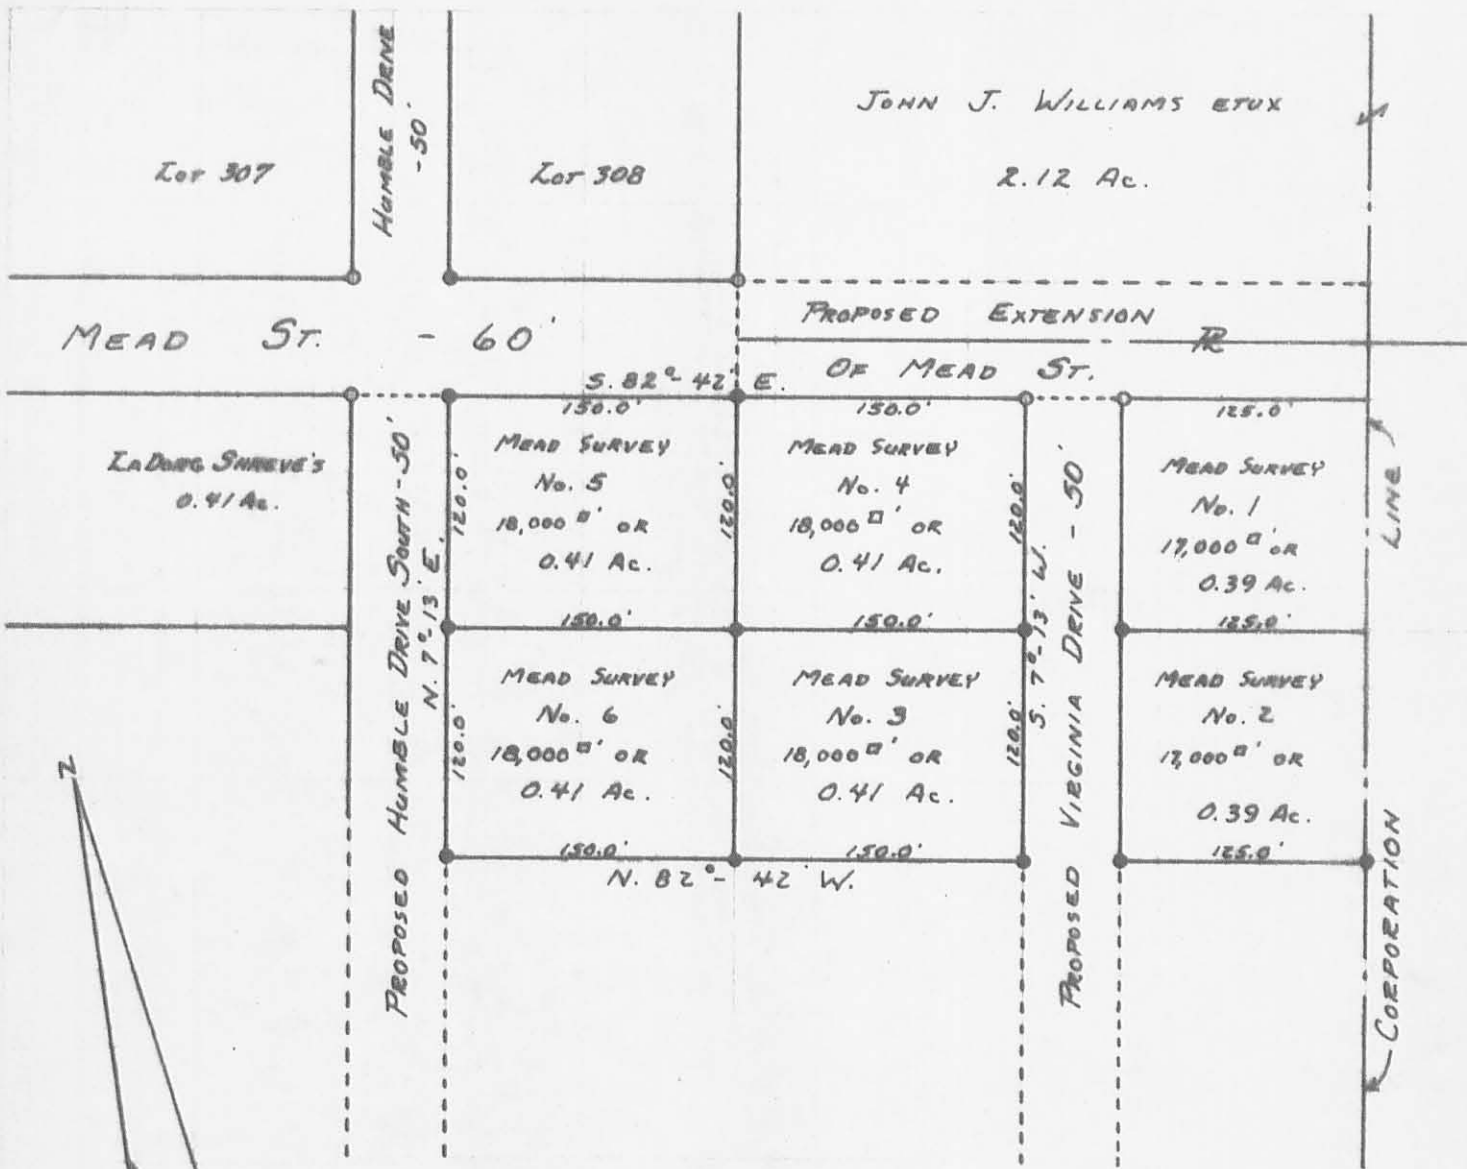 HUMBLE DRIVE
-50'
JOHN J. WILLIAMS ETUX
2.12 Ac.
Lot 307
Lot 308
PROPOSED EXTENSION
MEAD ST. - 60'
PL
OF MEAD ST.
S. 82°-42' E.
150.0'
150.0'
125.0'
LADORG SHREVE'S
0.41 Ac.
PROPOSED HUMBLE DRIVE SOUTH-50'
N. 7°-13' E.
120.0'
MEAD SURVEY
No. 5
18,000 □' OR
0.41 Ac.
150.0'
120.0'
MEAD SURVEY
No. 4
18,000 □' OR
0.41 Ac.
150.0'
120.0'
S. 7°-13' W.
PROPOSED VIRGINIA DRIVE - 50'
MEAD SURVEY
No. 1
17,000 □' OR
0.39 Ac.
125.0'
LINE
120.0'
MEAD SURVEY
No. 6
18,000 □' OR
0.41 Ac.
150.0'
120.0'
MEAD SURVEY
No. 3
18,000 □' OR
0.41 Ac.
150.0'
120.0'
MEAD SURVEY
No. 2
17,000 □' OR
0.39 Ac.
125.0'
N. 82°-42' W.
CORPORATION
N